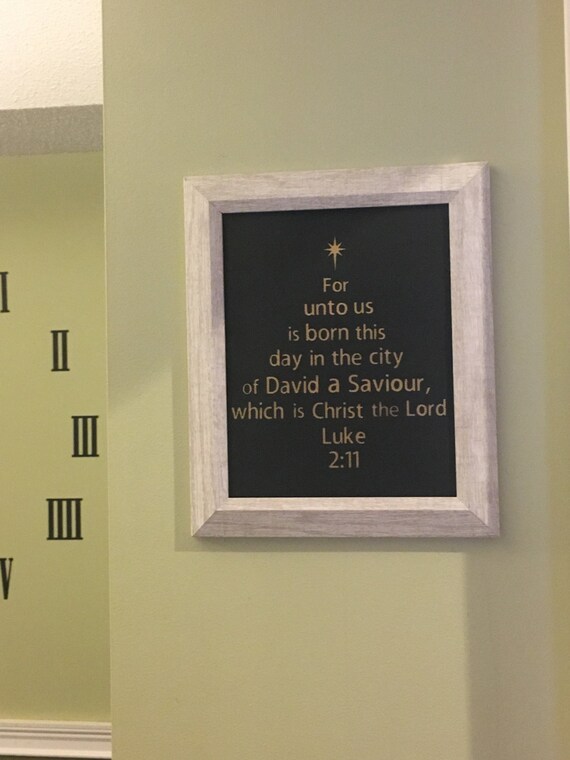 For
unto us
is born this
day in the city
of David a Saviour,
which is Christ the Lord
Luke
2:11
I
II
III
IIII
V